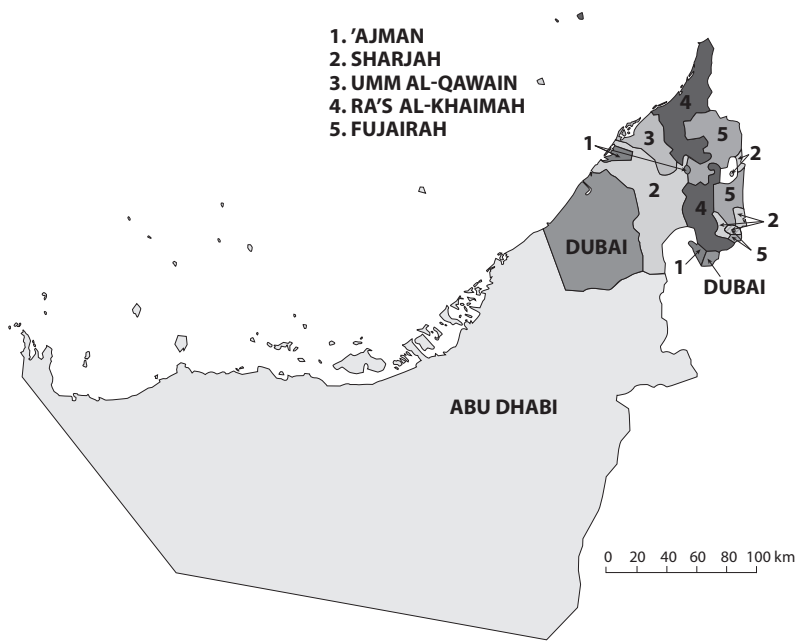 1. ’AJMAN
2. SHARJAH
3. UMM AL-QAWAIN
4. RA’S AL-KHAIMAH
5. FUJAIRAH
4
5
3
1
2
2
5
4
2
DUBAI
5
1
DUBAI
ABU DHABI
0 20 40 60 80 100 km